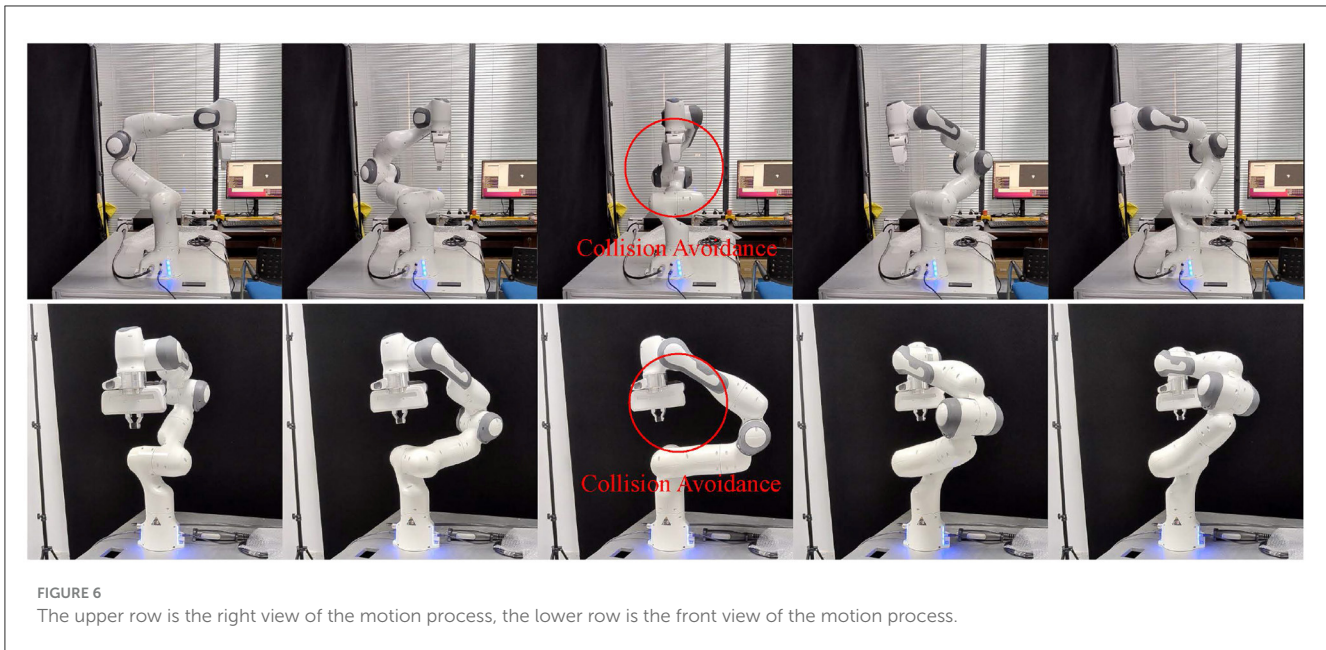 Collision Avoidance
Collision Avoidance
FIGURE 6
The upper row is the right view of the motion process, the lower row is the front view of the motion process.